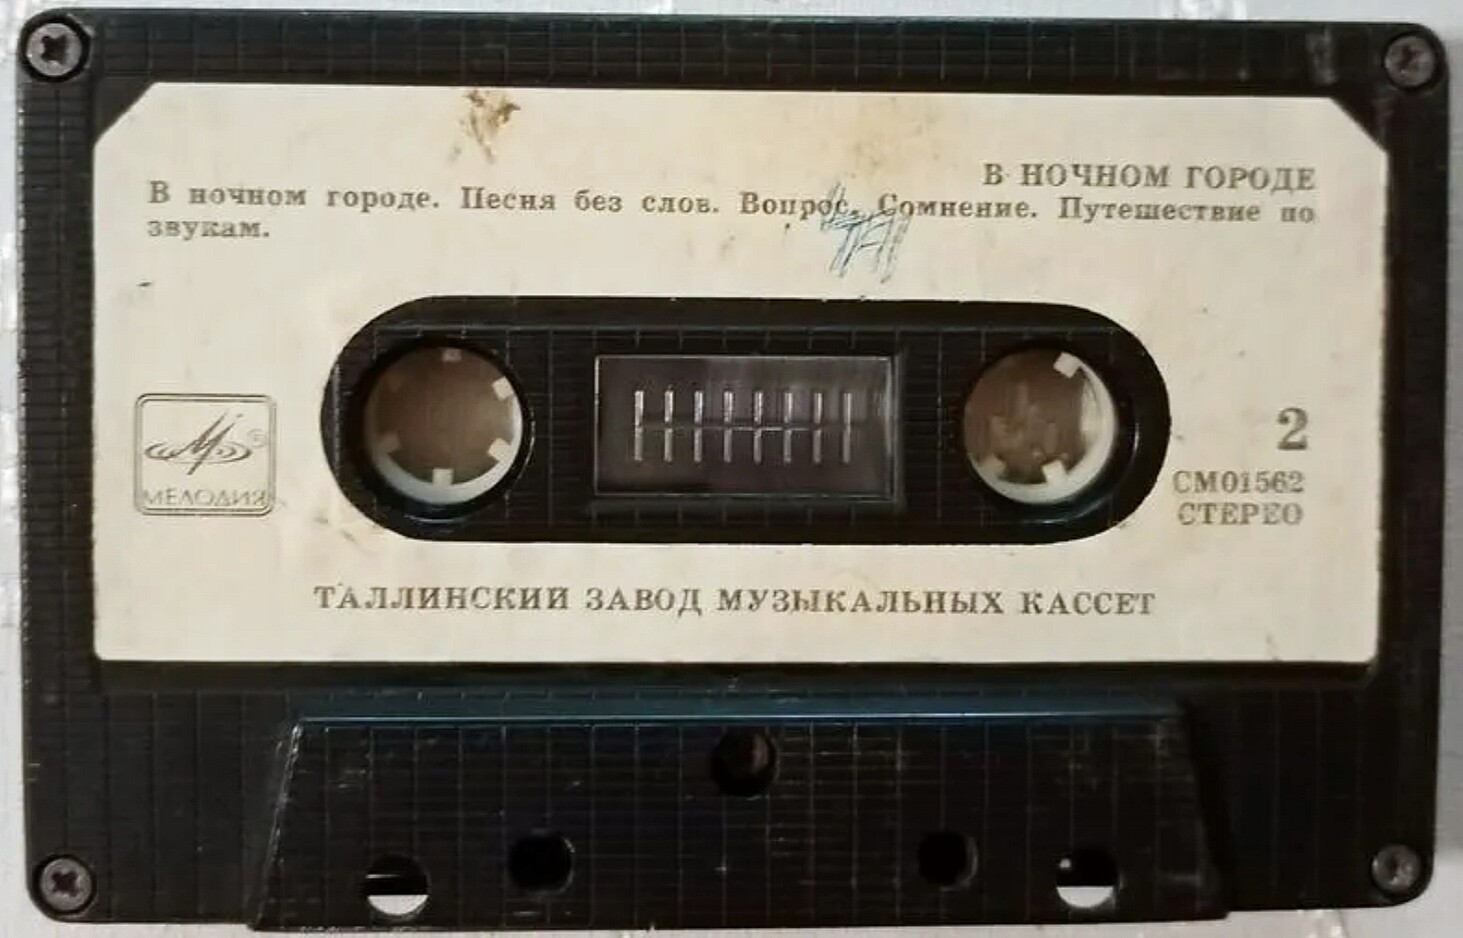 В НОЧНОМ ГОРОДЕ
В ночном городе. Песня без слов. Вопрос. Сомнение. Путешествие по
звукам.
МЕЛОДИЯ
2
СМ01562
СТЕРЕО
ТАЛЛИНСКИЙ ЗАВОД МУЗЫКАЛЬНЫХ КАССЕТ